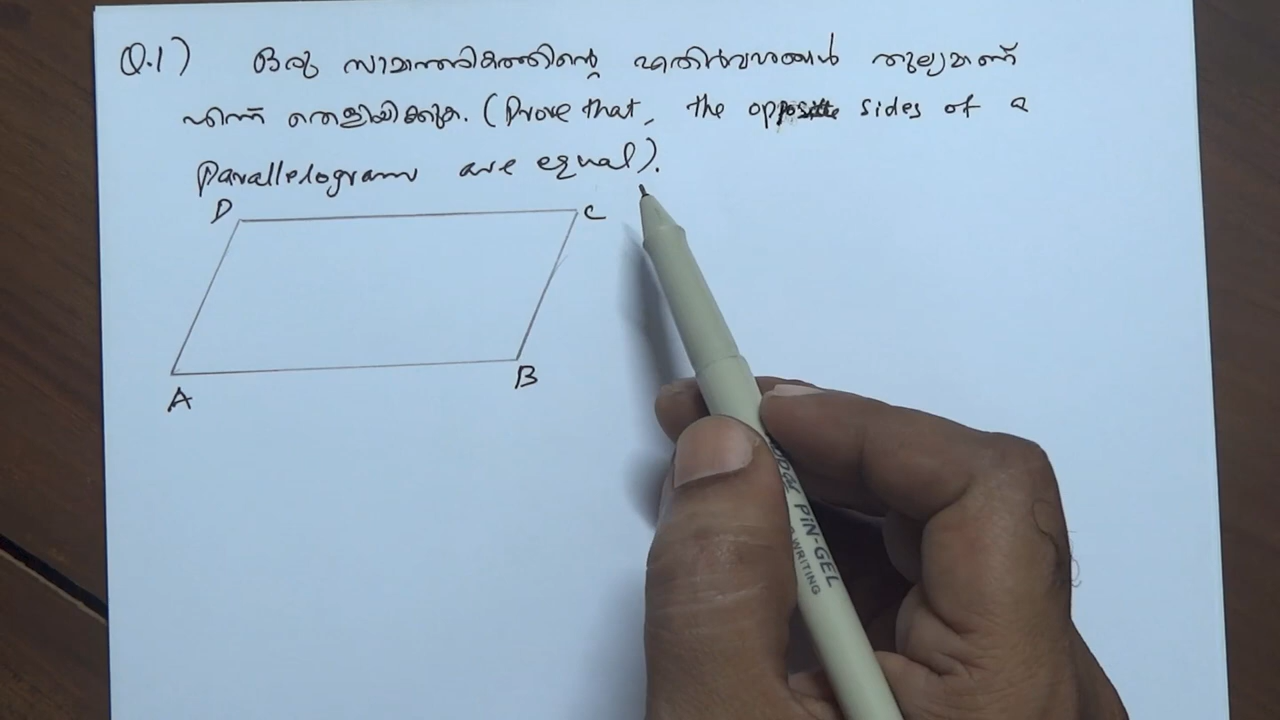 Q.1) ഒരു സാമാന്തരികത്തിന്റെ എതിർവശങ്ങൾ തുല്യമാണ്
എന്ന് തെളിയിക്കുക. (Prove that, the opposite sides of a
parallelogram are equal).
D C
A B
PIN-GEL
WRITING